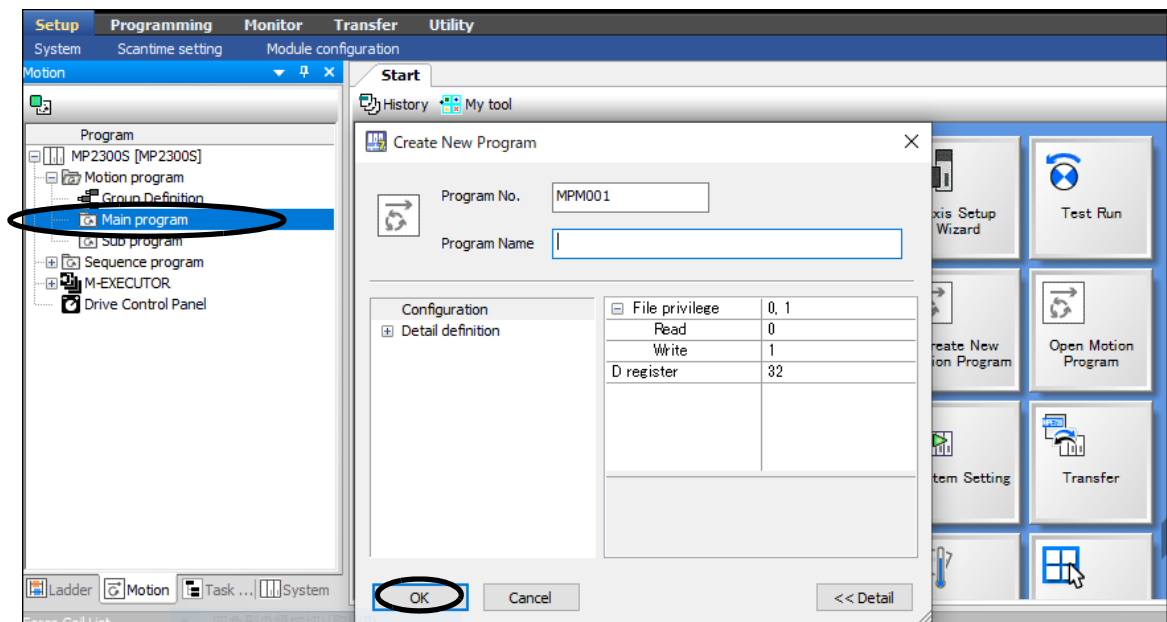 Setup Programming Monitor Transfer Utility
System Scantime setting Module configuration
Motion
Program
MP2300S [MP2300S]
Motion program
Group Definition
Main program
Sub program
Sequence program
M-EXECUTOR
Drive Control Panel
Ladder Motion Task ... System
Start
History My tool
Create New Program
Program No. MPM001
Program Name
Configuration
Detail definition
File privilege 0, 1
Read 0
Write 1
D register 32
OK Cancel << Detail
xis Setup
Wizard
Test Run
reate New
ion Program
Open Motion
Program
tem Setting
Transfer